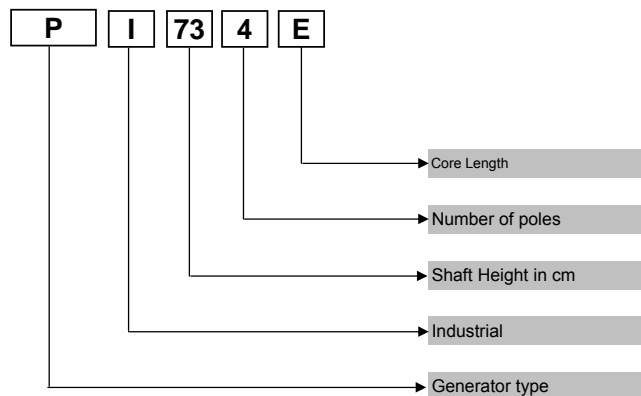 P I 73 4 E
Core Length
Number of poles
Shaft Height in cm
Industrial
Generator type